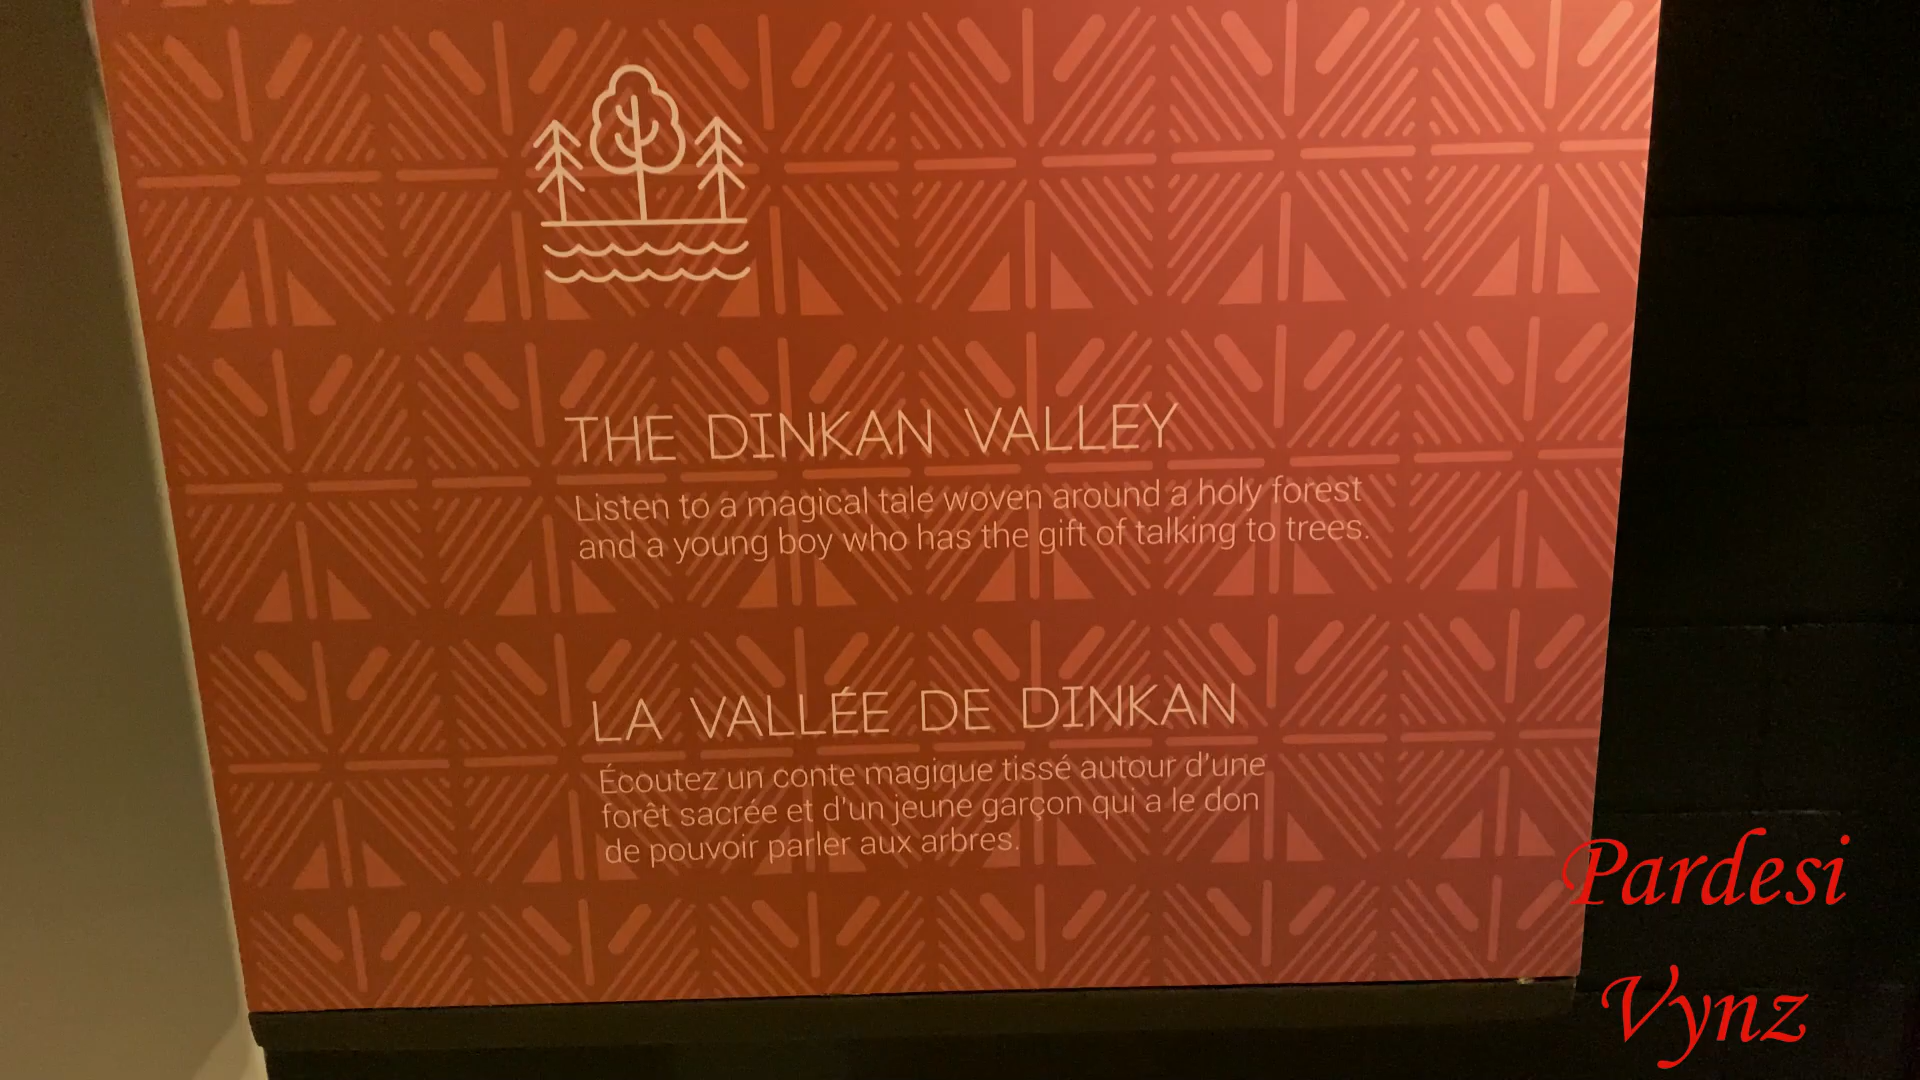 THE DINKAN VALLEY
Listen to a magical tale woven around a holy forest
and a young boy who has the gift of talking to trees.
LA VALLÉE DE DINKAN
Écoutez un conte magique tissé autour d'une
forêt sacrée et d'un jeune garçon qui a le don
de pouvoir parler aux arbres.
Pardesi
Vynz